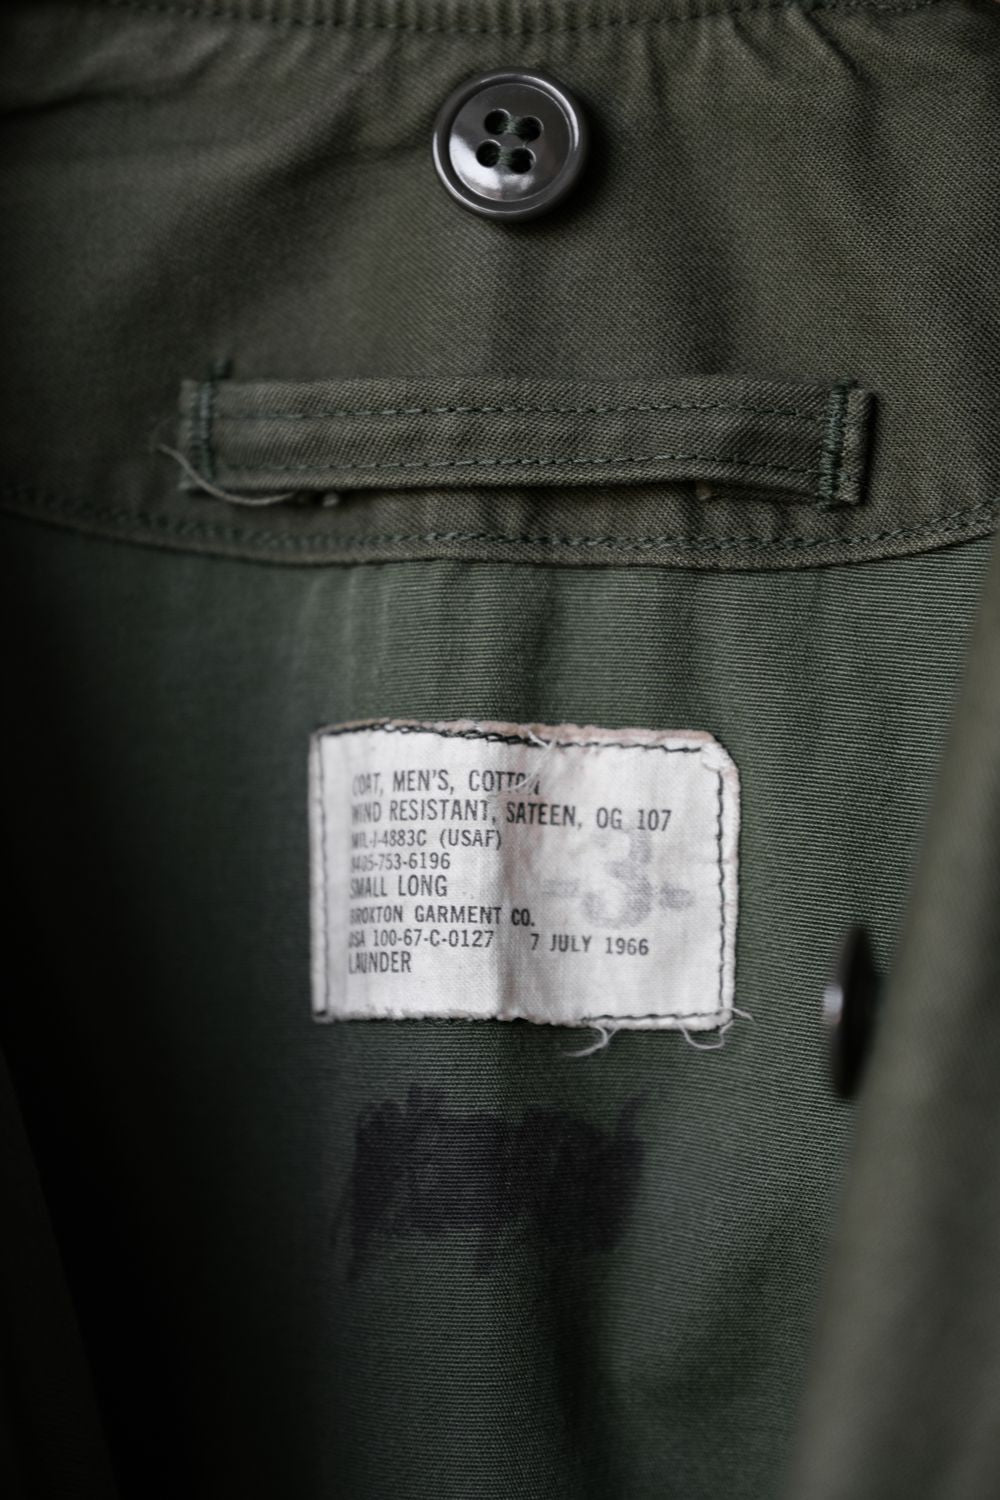 COAT, MEN'S, COTTON
WIND RESISTANT, SATEEN, OG 107
MIL-J-4883C (USAF)
8405-753-6196
SMALL LONG
BROXTON GARMENT CO.
DSA 100-67-C-0127 7 JULY 1966
LAUNDER
-3-